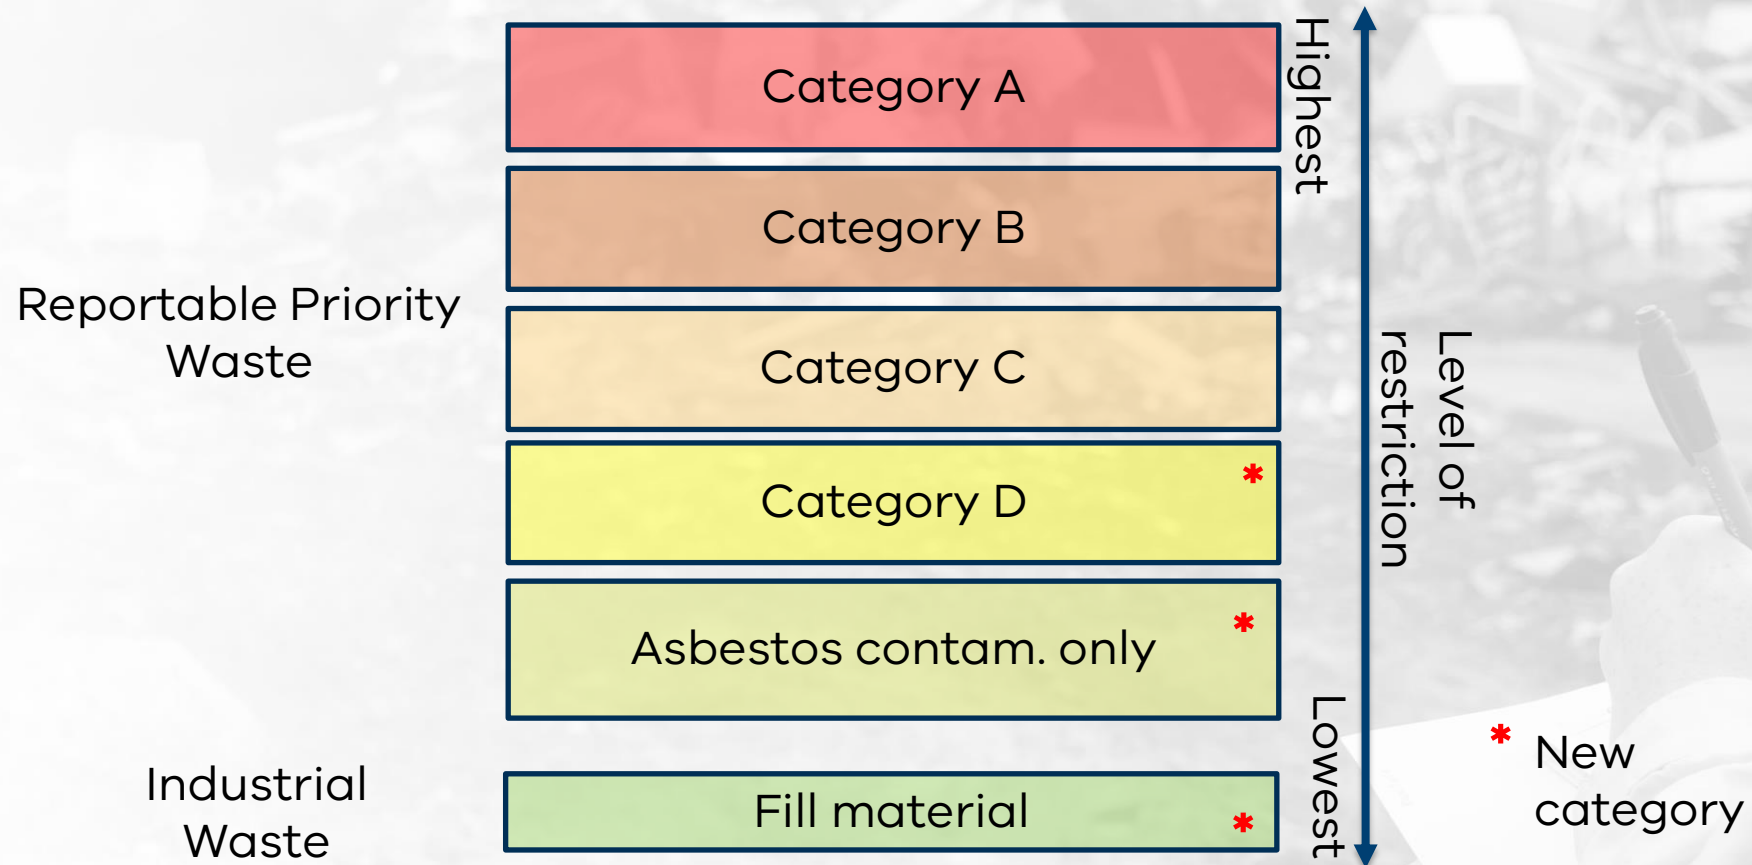 Category A
Highest
Category B
Reportable Priority
Waste
Category C
Level of
restriction
Category D *
Asbestos contam. only *
Industrial
Waste
Fill material *
Lowest
* New
category